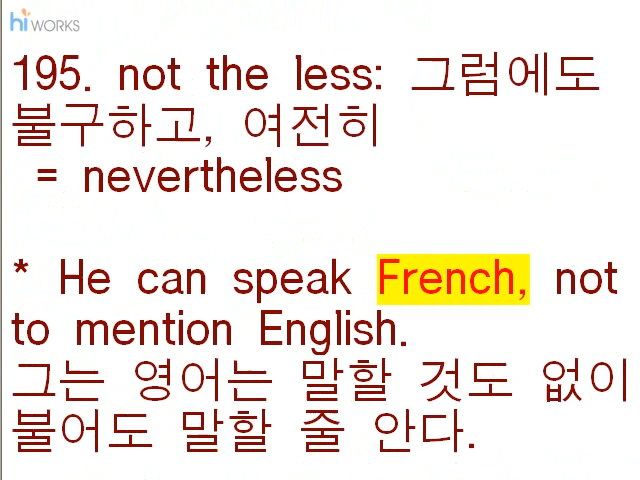 hi WORKS
195. not the less: 그럼에도
불구하고, 여전히
= nevertheless
* He can speak French, not
to mention English.
그는 영어는 말할 것도 없이
불어도 말할 줄 안다.